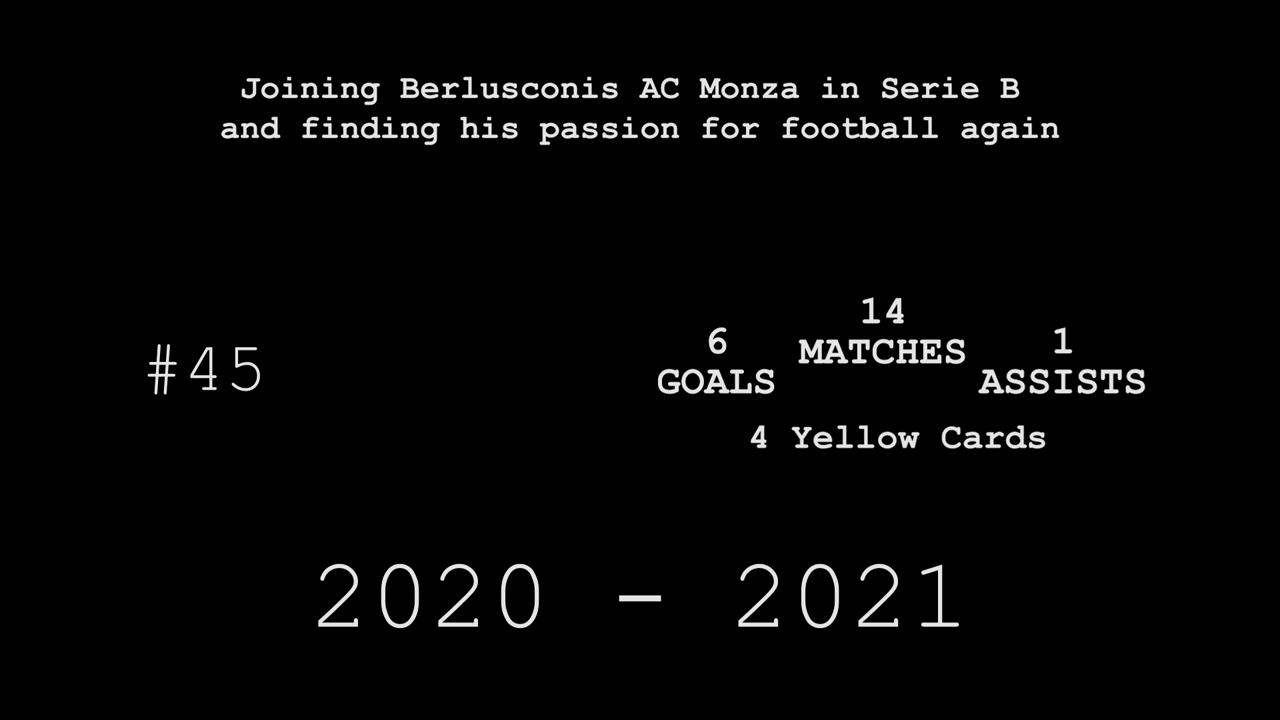 Joining Berlusconis AC Monza in Serie B
and finding his passion for football again
#45
6
GOALS
14
MATCHES
1
ASSISTS
4 Yellow Cards
2020 - 2021